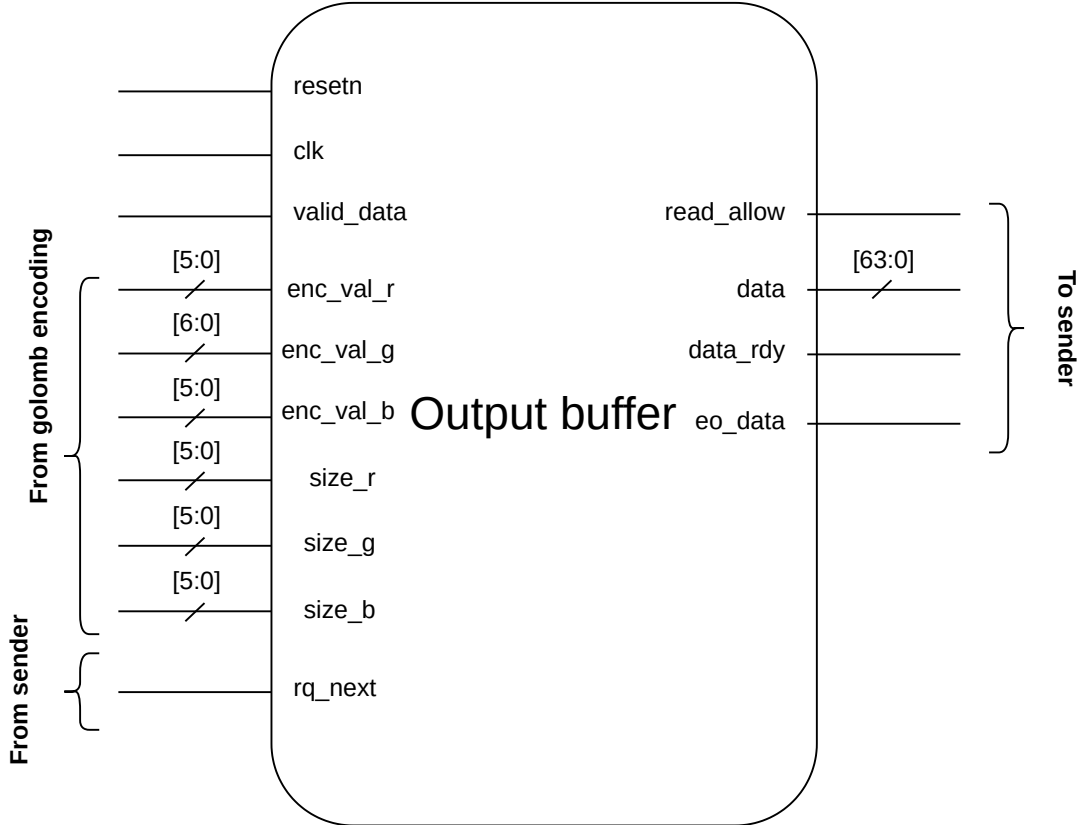 resetn
clk
valid_data
From golomb encoding
[5:0]
enc_val_r
[6:0]
enc_val_g
[5:0]
enc_val_b
[5:0]
size_r
[5:0]
size_g
[5:0]
size_b
From sender
rq_next
Output buffer
read_allow
[63:0]
data
data_rdy
eo_data
To sender